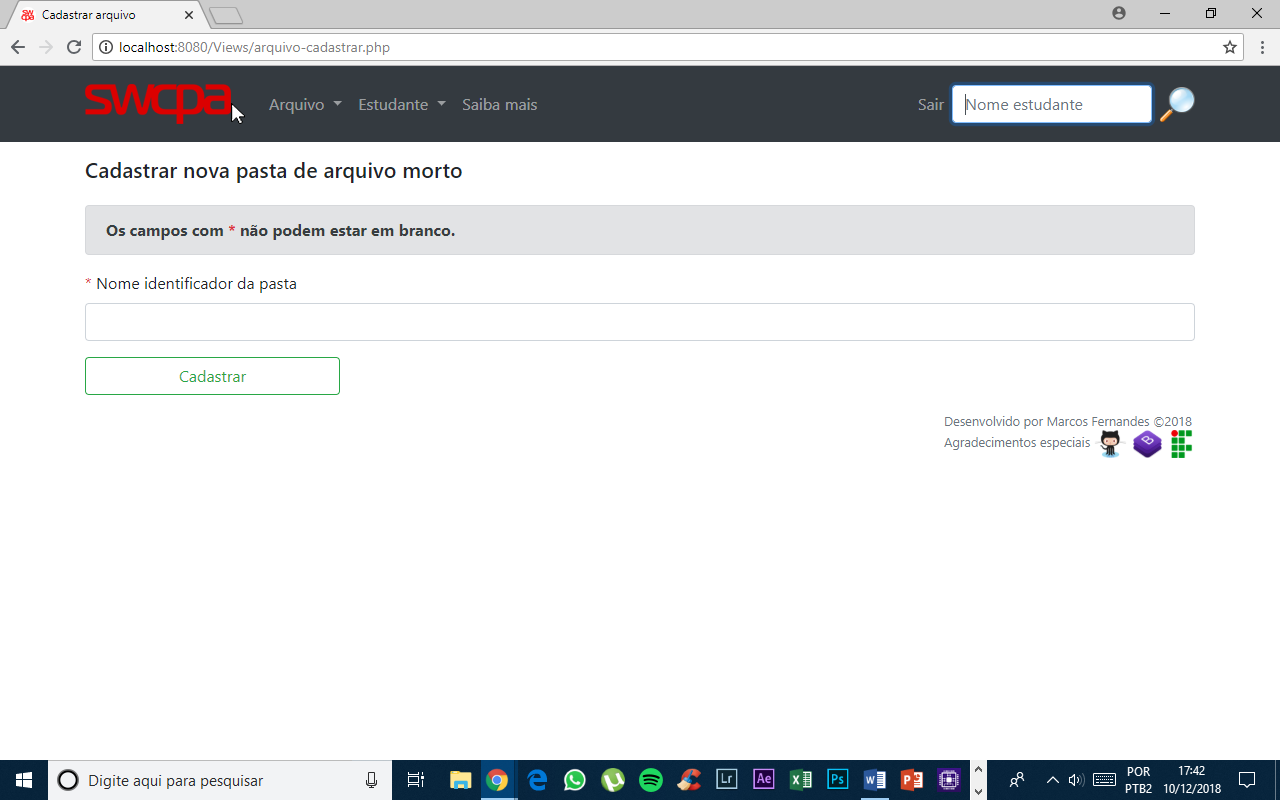 Cadastrar arquivo
localhost:8080/Views/arquivo-cadastrar.php
swcpa
Arquivo
Estudante
Saiba mais
Sair
Nome estudante
Cadastrar nova pasta de arquivo morto
Os campos com * não podem estar em branco.
* Nome identificador da pasta
Cadastrar
Desenvolvido por Marcos Fernandes ©2018
Agradecimentos especiais
B
Digite aqui para pesquisar
Lr
Ae
Ps
POR
PTB2
17:42
10/12/2018